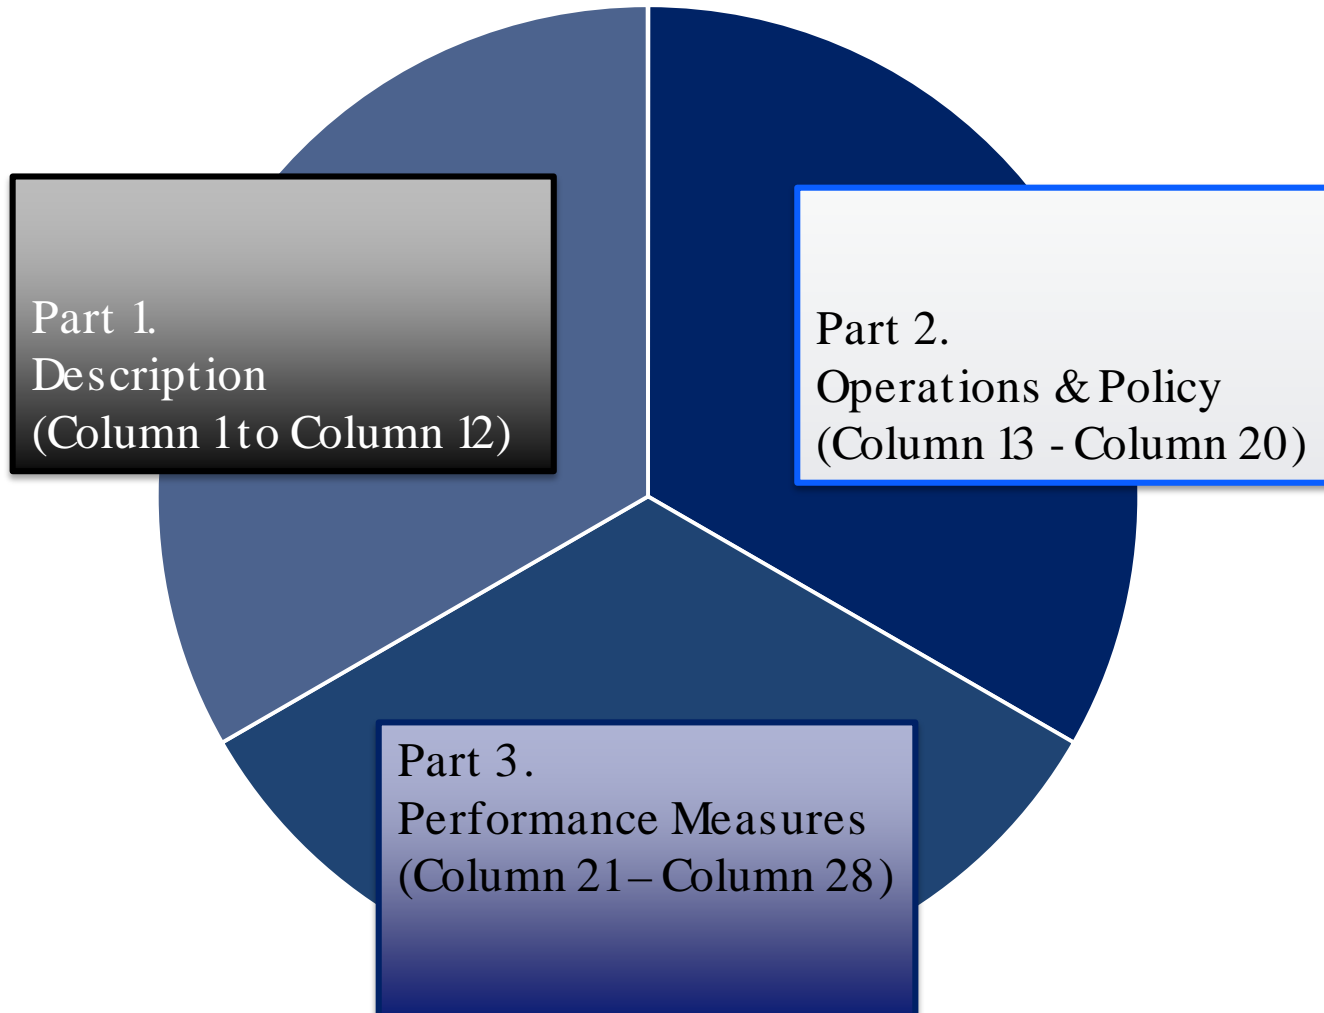 Part 1.
Description
(Column 1 to Column 12)
Part 2.
Operations & Policy
(Column 13 - Column 20)
Part 3.
Performance Measures
(Column 21 – Column 28)